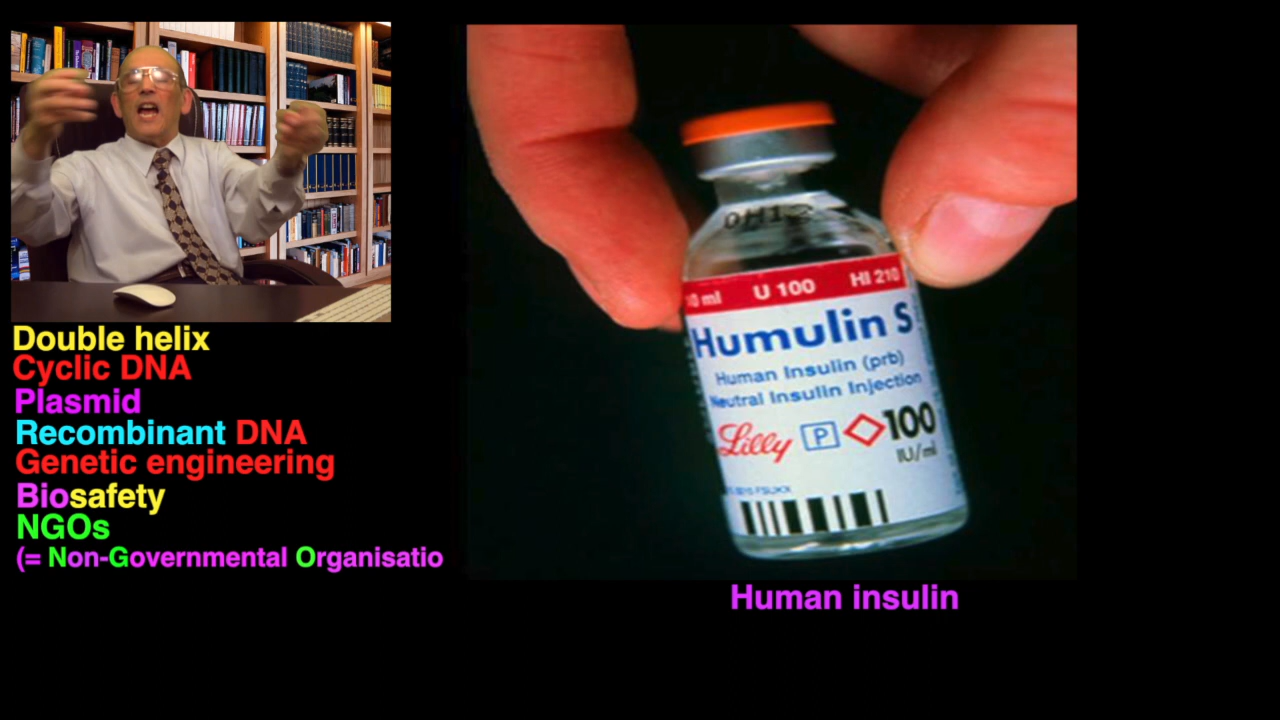 Double helix
Cyclic DNA
Plasmid
Recombinant DNA
Genetic engineering
Biosafety
NGOs
(= Non-Governmental Organisatio
10 ml U 100 HI 210
Humulin S
Human Insulin (prb)
Neutral Insulin Injection
Lilly P 100
IU/ml
Human insulin